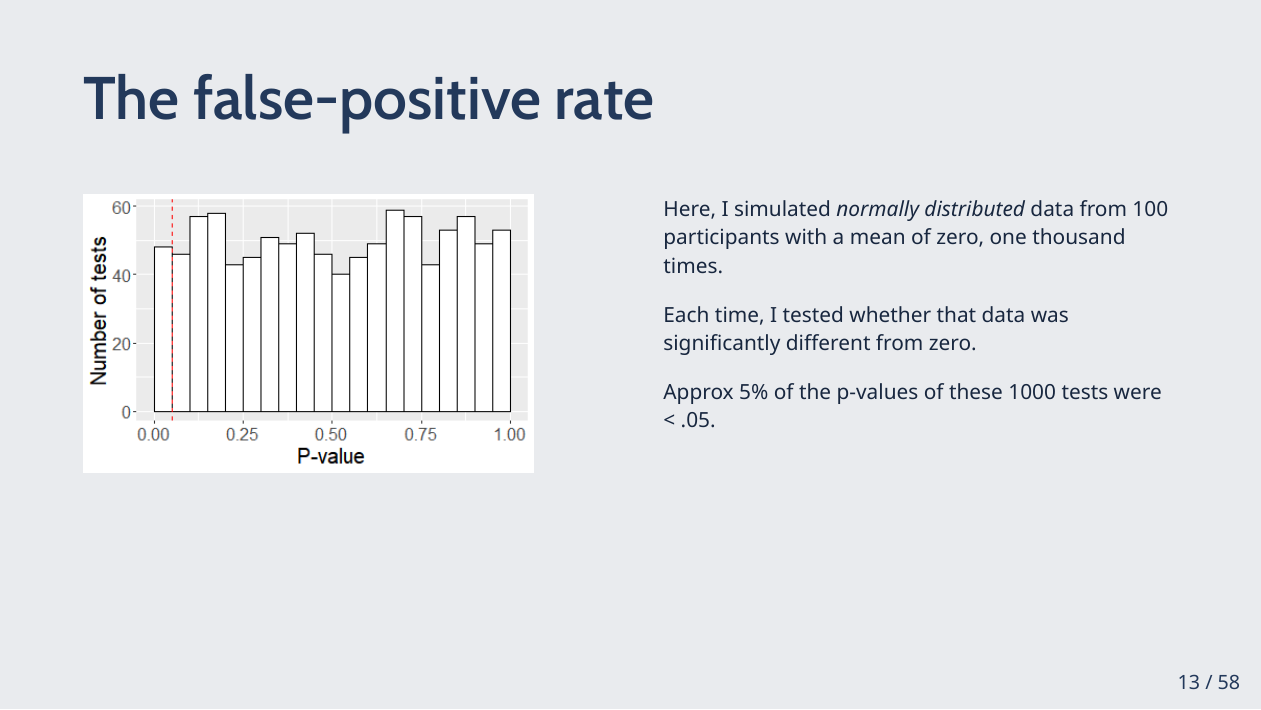 The false-positive rate
60
40
20
0
Number of tests
0.00 0.25 0.50 0.75 1.00
P-value
Here, I simulated normally distributed data from 100
participants with a mean of zero, one thousand
times.
Each time, I tested whether that data was
significantly different from zero.
Approx 5% of the p-values of these 1000 tests were
< .05.
13 / 58